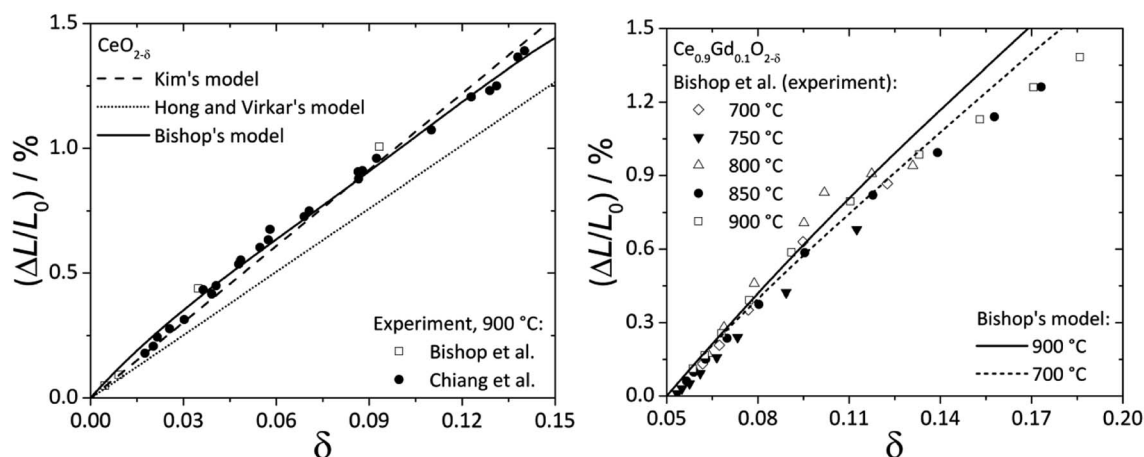 1.5
1.0
0.5
0.0
(ΔL/L₀) / %
CeO₂₋δ
Kim's model
Hong and Virkar's model
Bishop's model
Experiment, 900 °C:
Bishop et al.
Chiang et al.
0.00 0.03 0.06 0.09 0.12 0.15
δ
1.5
1.2
0.9
0.6
0.3
0.0
(ΔL/L₀) / %
Ce₀.₉Gd₀.₁O₂₋δ
Bishop et al. (experiment):
700 °C
750 °C
800 °C
850 °C
900 °C
Bishop's model:
900 °C
700 °C
0.05 0.08 0.11 0.14 0.17 0.20
δ